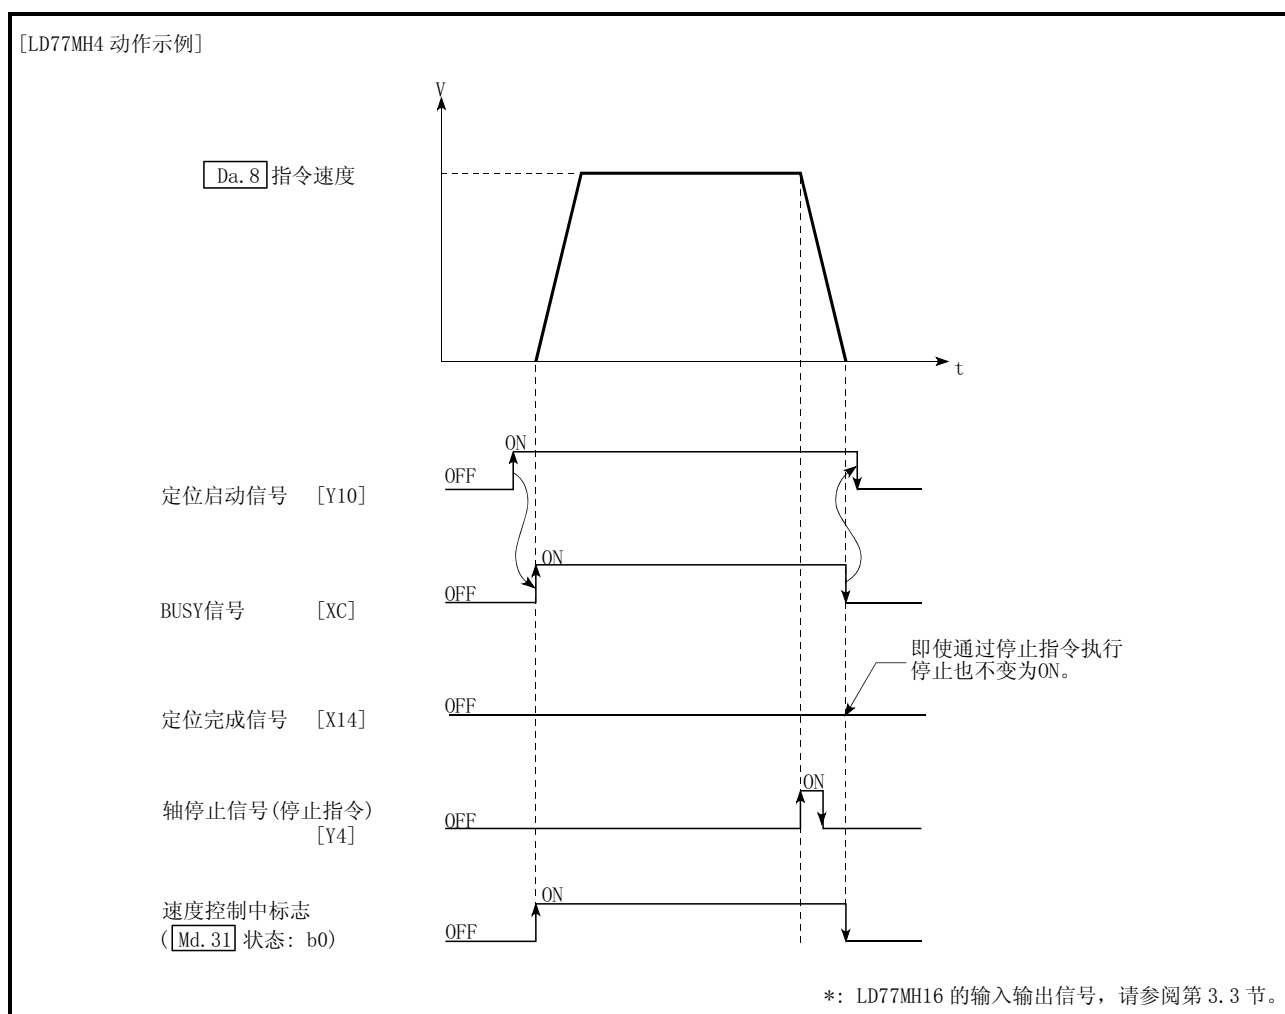 [LD77MH4 动作示例]
V
Da.8 指令速度
t
ON
OFF
定位启动信号 [Y10]
ON
OFF
BUSY信号 [XC]
即使通过停止指令执行
停止也不变为ON。
OFF
定位完成信号 [X14]
ON
轴停止信号(停止指令)
OFF
[Y4]
ON
速度控制中标志
OFF
(Md.31 状态: b0)
*: LD77MH16 的输入输出信号，请参阅第 3.3 节。